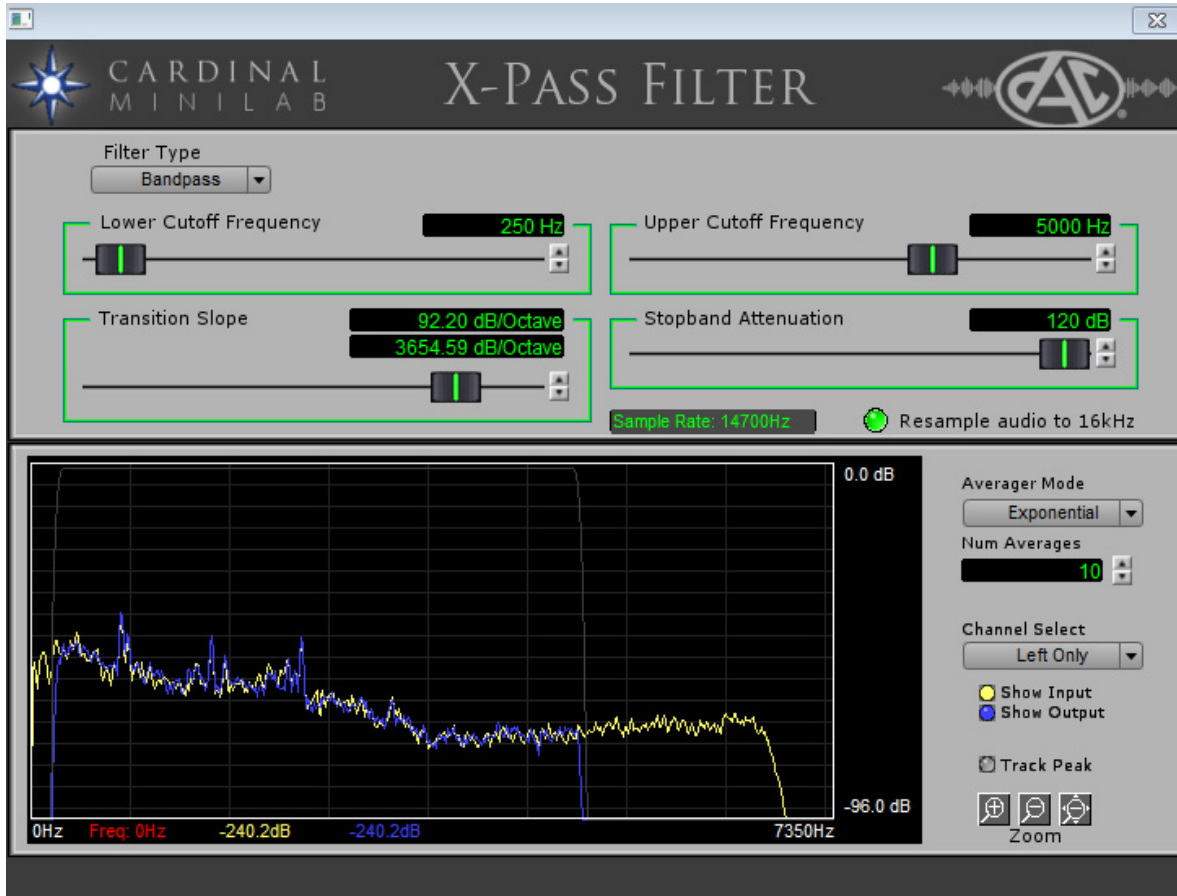 CARDINAL
MINILAB
X-PASS FILTER
DAC
Filter Type
Bandpass
Lower Cutoff Frequency
250 Hz
Upper Cutoff Frequency
5000 Hz
Transition Slope
92.20 dB/Octave
3654.59 dB/Octave
Stopband Attenuation
120 dB
Sample Rate: 14700Hz
Resample audio to 16kHz
0.0 dB
-96.0 dB
0Hz
Freq: 0Hz
-240.2dB
-240.2dB
7350Hz
Averager Mode
Exponential
Num Averages
10
Channel Select
Left Only
Show Input
Show Output
Track Peak
Zoom